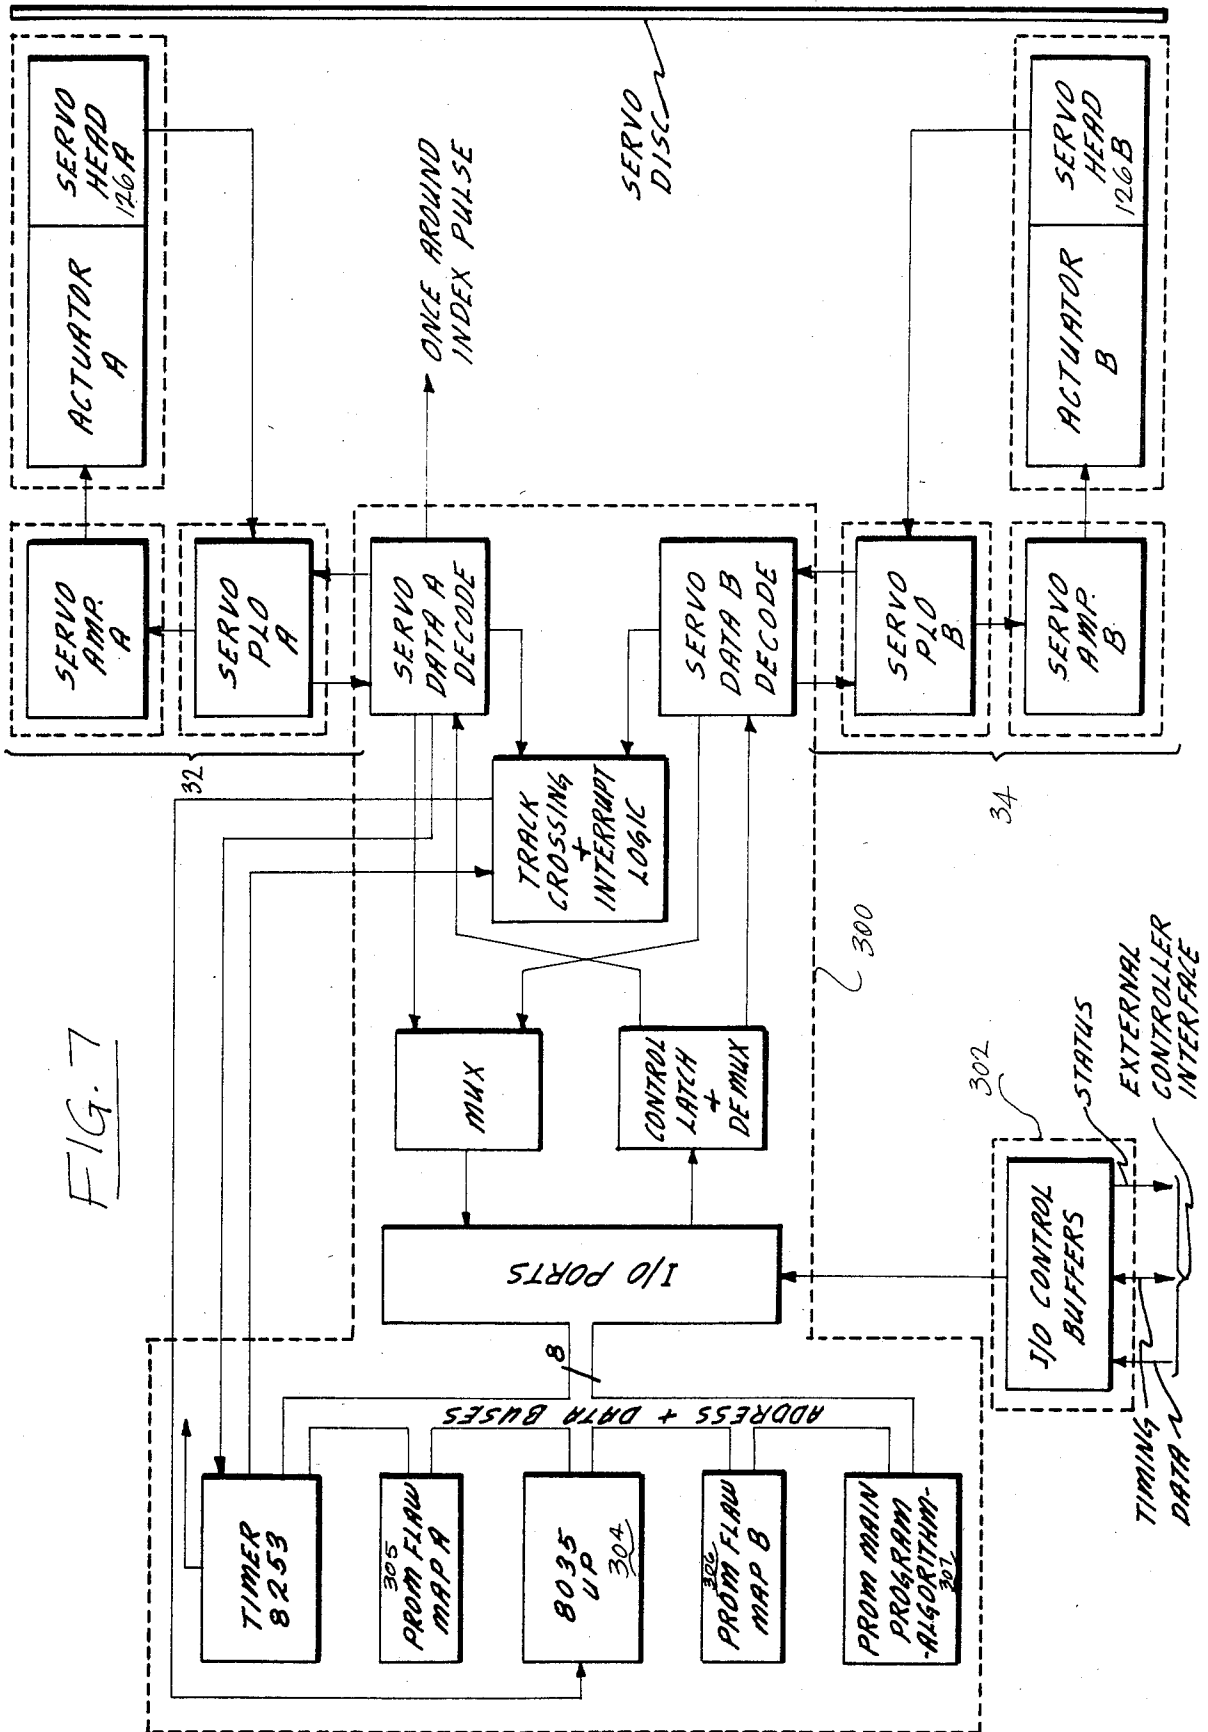 FIG. 7
TIMER
8253
305
PROM FLAW
MAP A
8035
UP
304
306
PROM FLAW
MAP B
PROM MAIN
PROGRAM
-ALGORITHM-
307
ADDRESS + DATA BUSES
8
I/O PORTS
MUX
CONTROL
LATCH
+
DEMUX
TRACK
CROSSING
+
INTERRUPT
LOGIC
SERVO
DATA A
DECODE
SERVO
DATA B
DECODE
32
SERVO
AMP.
A
SERVO
PLO
A
ACTUATOR
A
SERVO
HEAD
126A
ONCE AROUND
INDEX PULSE
SERVO
DISC
SERVO
PLO
B
SERVO
AMP.
B
34
ACTUATOR
B
SERVO
HEAD
126B
300
302
I/O CONTROL
BUFFERS
STATUS
EXTERNAL
CONTROLLER
INTERFACE
TIMING
DATA